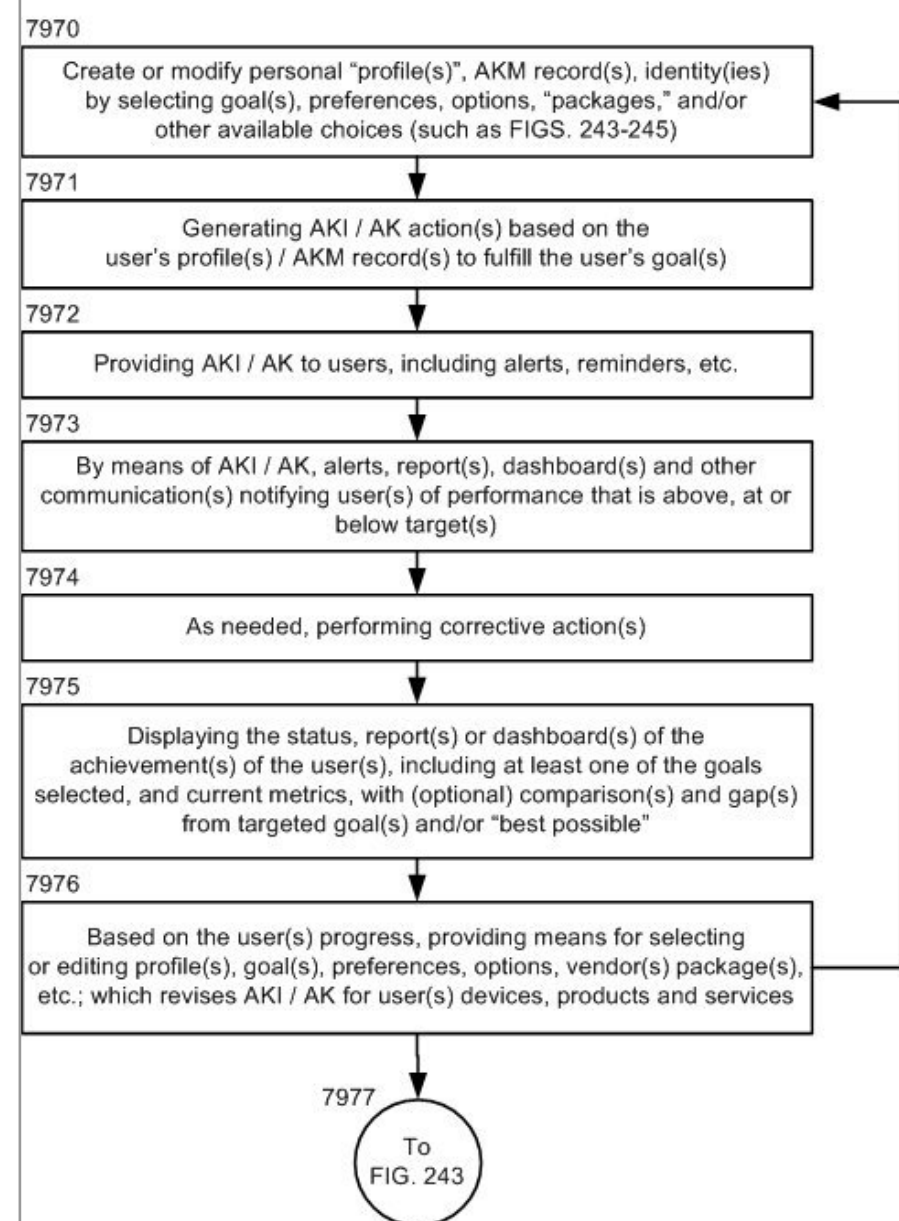 7970
Create or modify personal “profile(s)”, AKM record(s), identity(ies)
by selecting goal(s), preferences, options, “packages,” and/or
other available choices (such as FIGS. 243-245)
7971
Generating AKI / AK action(s) based on the
user’s profile(s) / AKM record(s) to fulfill the user’s goal(s)
7972
Providing AKI / AK to users, including alerts, reminders, etc.
7973
By means of AKI / AK, alerts, report(s), dashboard(s) and other
communication(s) notifying user(s) of performance that is above, at or
below target(s)
7974
As needed, performing corrective action(s)
7975
Displaying the status, report(s) or dashboard(s) of the
achievement(s) of the user(s), including at least one of the goals
selected, and current metrics, with (optional) comparison(s) and gap(s)
from targeted goal(s) and/or “best possible”
7976
Based on the user(s) progress, providing means for selecting
or editing profile(s), goal(s), preferences, options, vendor(s) package(s),
etc.; which revises AKI / AK for user(s) devices, products and services
7977
To
FIG. 243